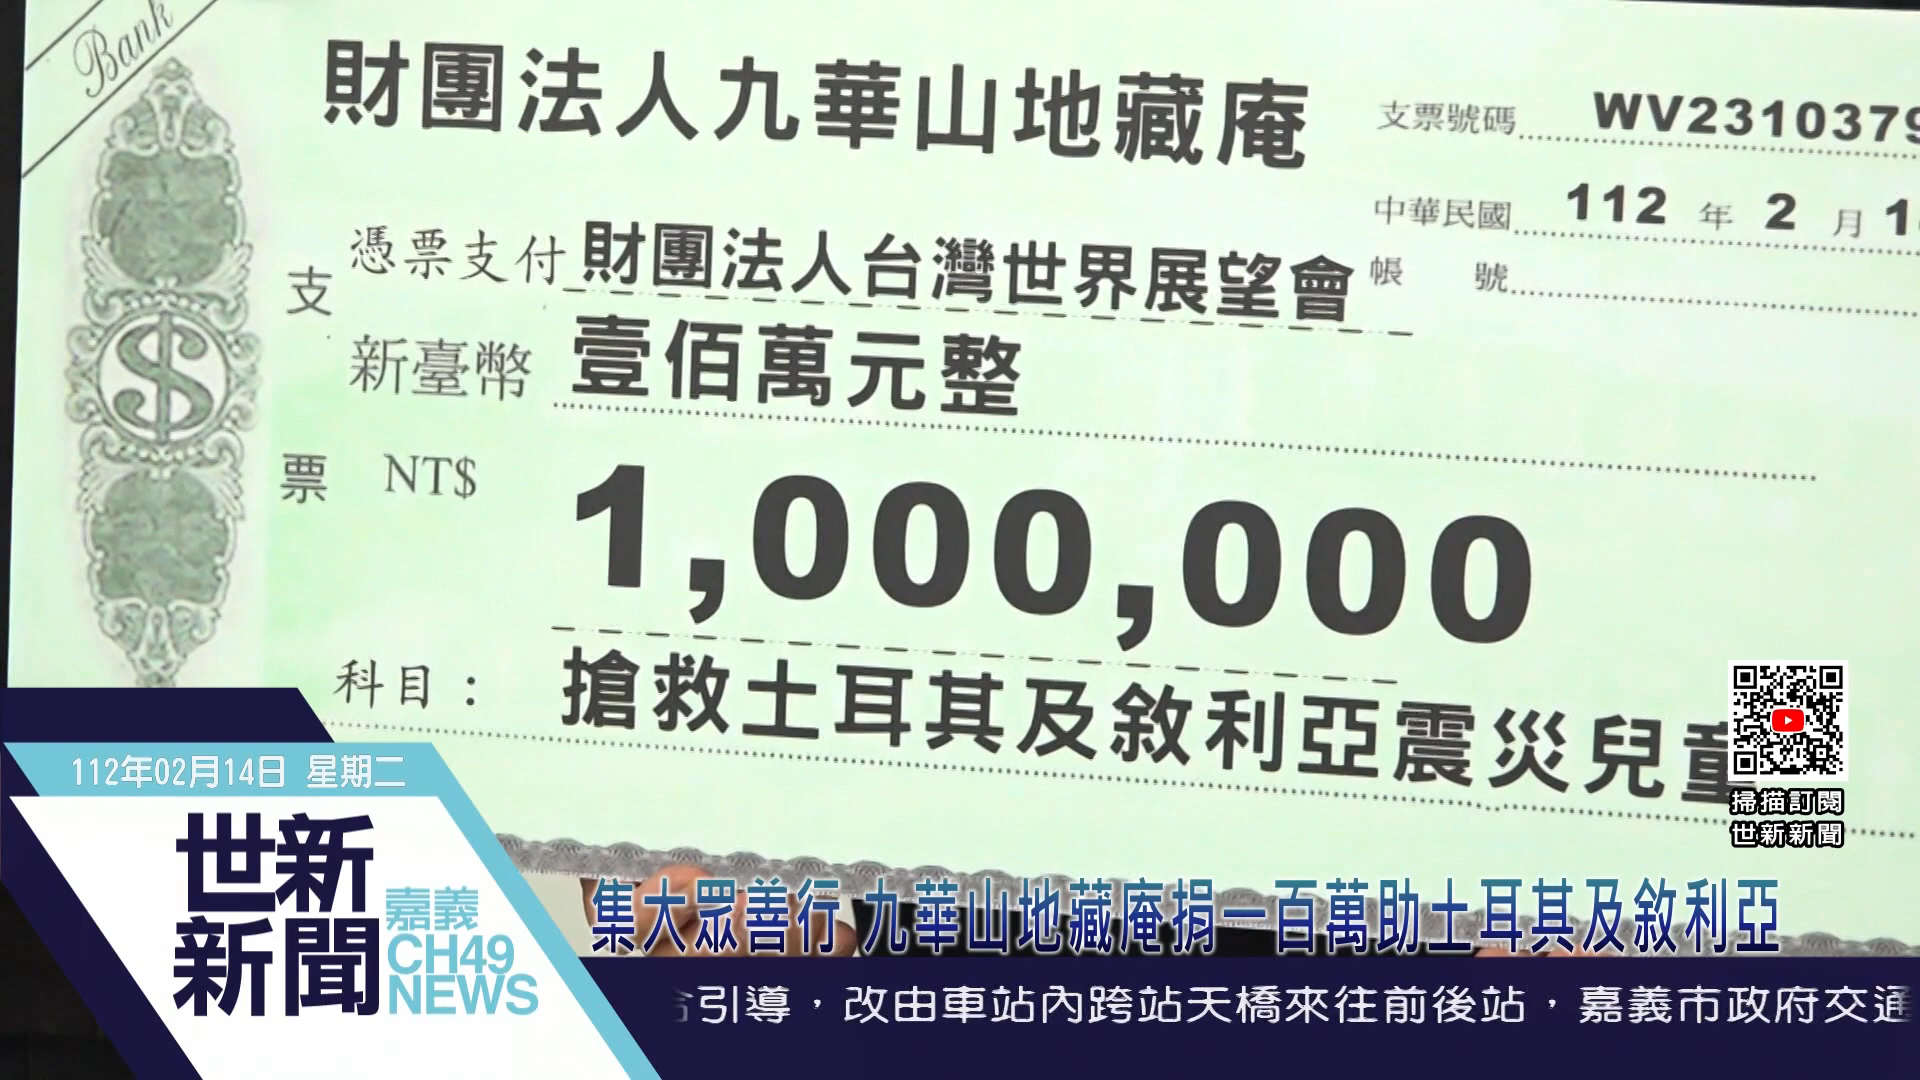 Bank
財團法人九華山地藏庵
支票號碼 WV2310379
中華民國 112 年 2 月 1
憑票支付 財團法人台灣世界展望會
帳 號
支票
新臺幣 壹佰萬元整
NT$ 1,000,000
科目： 搶救土耳其及敘利亞震災兒童
掃描訂閱
世新新聞
112年02月14日 星期二
世新
新聞
嘉義
CH49
NEWS
集大眾善行 九華山地藏庵捐一百萬助土耳其及敘利亞
引導，改由車站內跨站天橋來往前後站，嘉義市政府交通